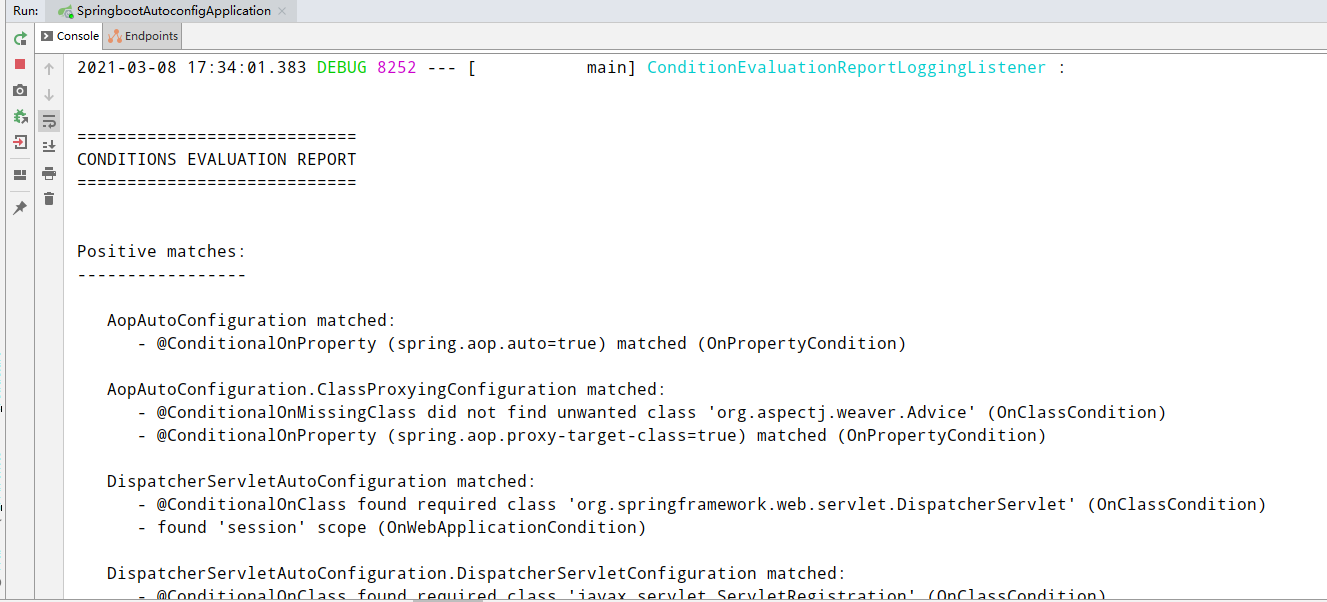 Run: SpringbootAutoconfigApplication ×
Console Endpoints
2021-03-08 17:34:01.383 DEBUG 8252 --- [           main] ConditionEvaluationReportLoggingListener :
============================
CONDITIONS EVALUATION REPORT
============================
Positive matches:
-----------------
AopAutoConfiguration matched:
- @ConditionalOnProperty (spring.aop.auto=true) matched (OnPropertyCondition)
AopAutoConfiguration.ClassProxyingConfiguration matched:
- @ConditionalOnMissingClass did not find unwanted class 'org.aspectj.weaver.Advice' (OnClassCondition)
- @ConditionalOnProperty (spring.aop.proxy-target-class=true) matched (OnPropertyCondition)
DispatcherServletAutoConfiguration matched:
- @ConditionalOnClass found required class 'org.springframework.web.servlet.DispatcherServlet' (OnClassCondition)
- found 'session' scope (OnWebApplicationCondition)
DispatcherServletAutoConfiguration.DispatcherServletConfiguration matched:
- @ConditionalOnClass found required class 'javax.servlet.ServletRegistration' (OnClassCondition)